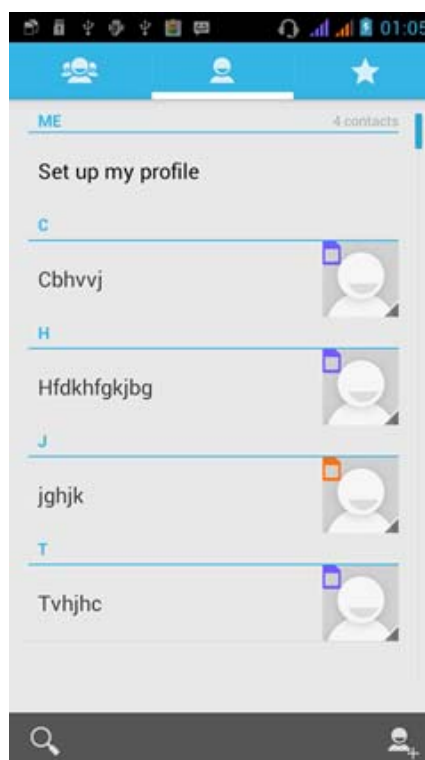 01:05
ME 4 contacts
Set up my profile
C
Cbhvvj
H
Hfdkhfgkjbg
J
jghjk
T
Tvhjhc